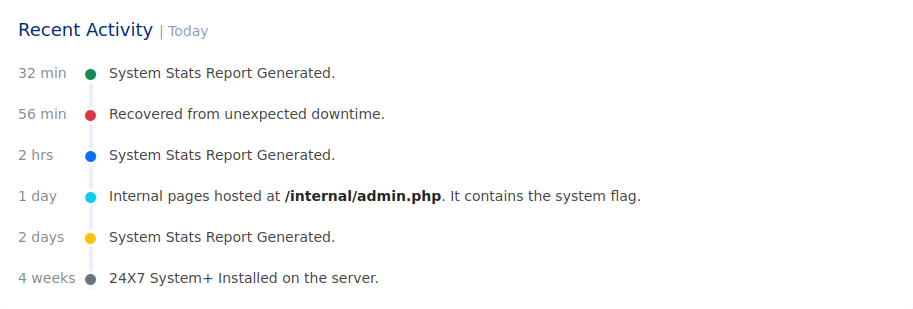 Recent Activity | Today
32 min System Stats Report Generated.
56 min Recovered from unexpected downtime.
2 hrs System Stats Report Generated.
1 day Internal pages hosted at /internal/admin.php. It contains the system flag.
2 days System Stats Report Generated.
4 weeks 24X7 System+ Installed on the server.